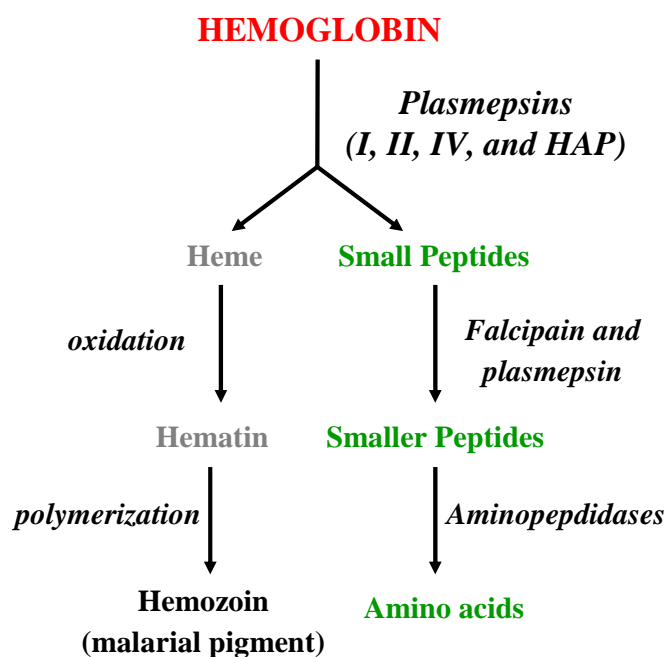 HEMOGLOBIN
Plasmepsins
(I, II, IV, and HAP)
Heme
Small Peptides
oxidation
Falcipain and
plasmepsin
Hematin
Smaller Peptides
polymerization
Aminopepdidases
Hemozoin
(malarial pigment)
Amino acids